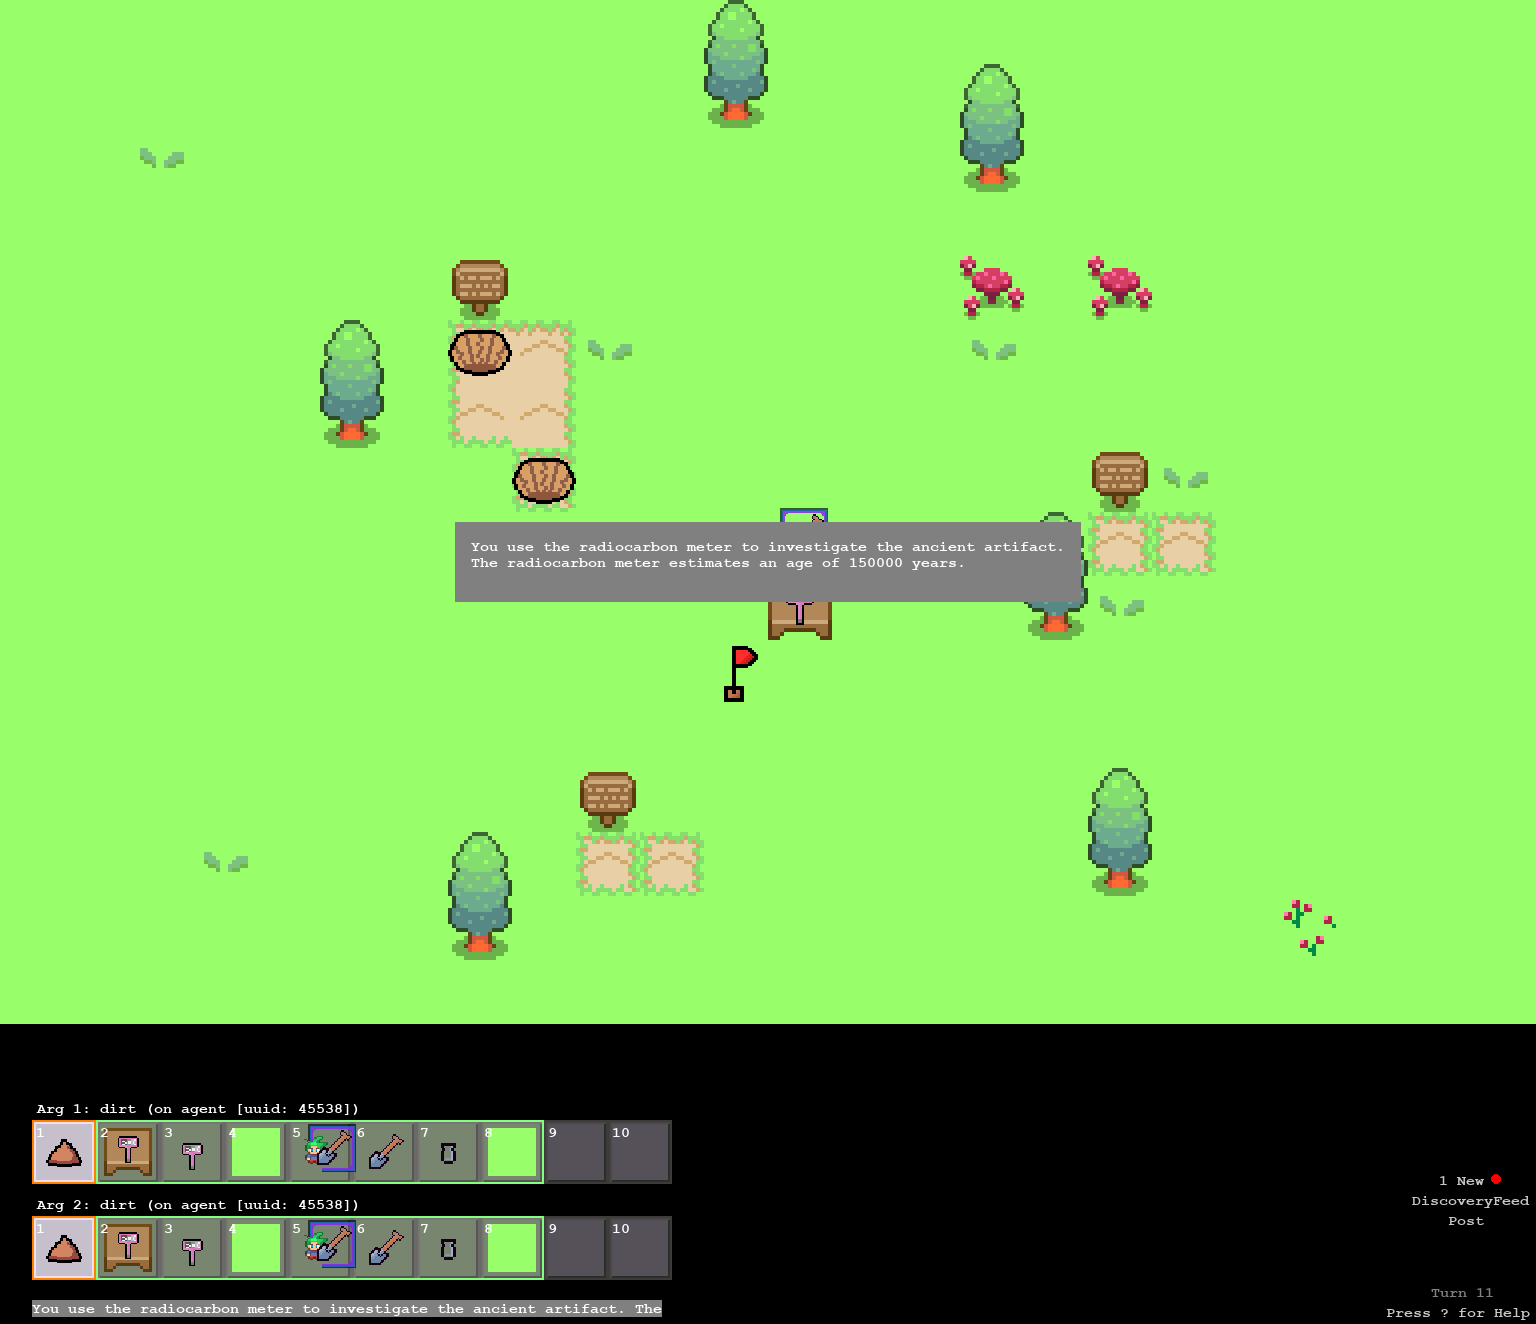 You use the radiocarbon meter to investigate the ancient artifact.
The radiocarbon meter estimates an age of 150000 years.
Arg 1: dirt (on agent [uuid: 45538])
1 2 3 4 5 6 7 8 9 10
Arg 2: dirt (on agent [uuid: 45538])
1 2 3 4 5 6 7 8 9 10
You use the radiocarbon meter to investigate the ancient artifact. The
1 New
DiscoveryFeed
Post
Turn 11
Press ? for Help